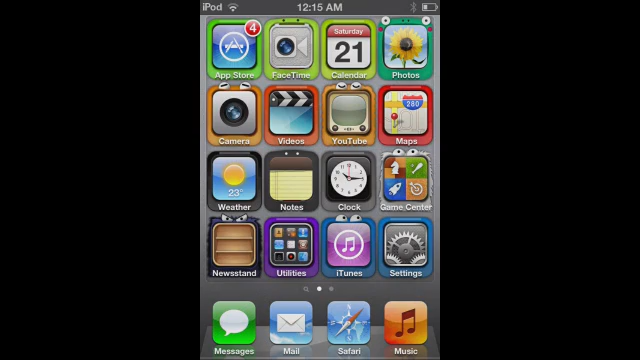 iPod 12:15 AM
4
Saturday
21
App Store FaceTime Calendar Photos
280
Camera Videos YouTube Maps
23°
Weather Notes Clock Game Center
Newsstand Utilities iTunes Settings
Messages Mail Safari Music